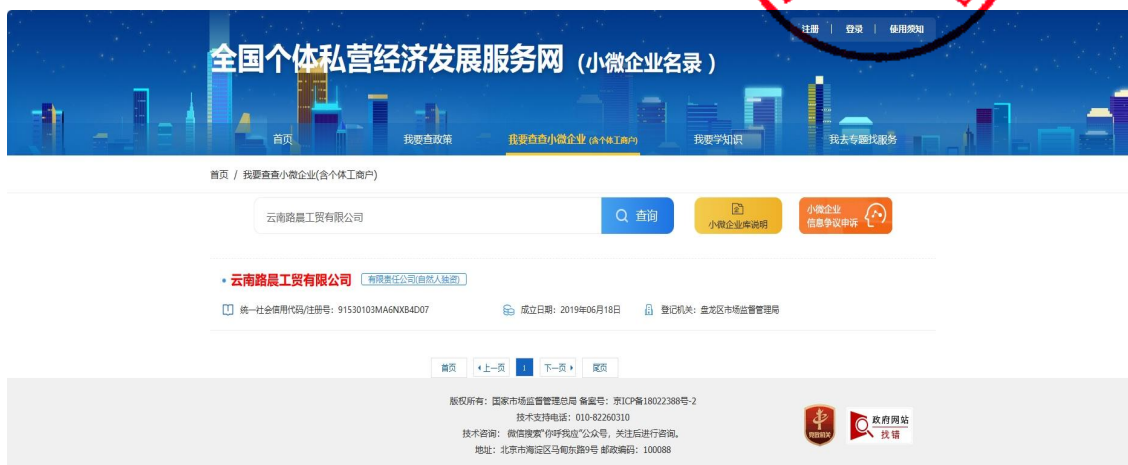 注册 | 登录 | 使用须知
全国个体私营经济发展服务网（小微企业名录）
首页 我要查政策 我要查查小微企业 (含个体工商户) 我要学知识 我去专题找服务
首页 / 我要查查小微企业(含个体工商户)
云南路晨工贸有限公司
查询
小微企业库说明
小微企业
信息争议申诉
云南路晨工贸有限公司 有限责任公司(自然人独资)
统一社会信用代码/注册号：91530103MA6NXB4D07 成立日期：2019年06月18日 登记机关：盘龙区市场监督管理局
首页 上一页 1 下一页 尾页
版权所有：国家市场监督管理总局 备案号：京ICP备18022388号-2
技术支持电话：010-82260310
技术咨询： 微信搜索“你呼我应”公众号，关注后进行咨询。
地址：北京市海淀区马甸东路9号 邮政编码：100088
党政机关
政府网站
找错